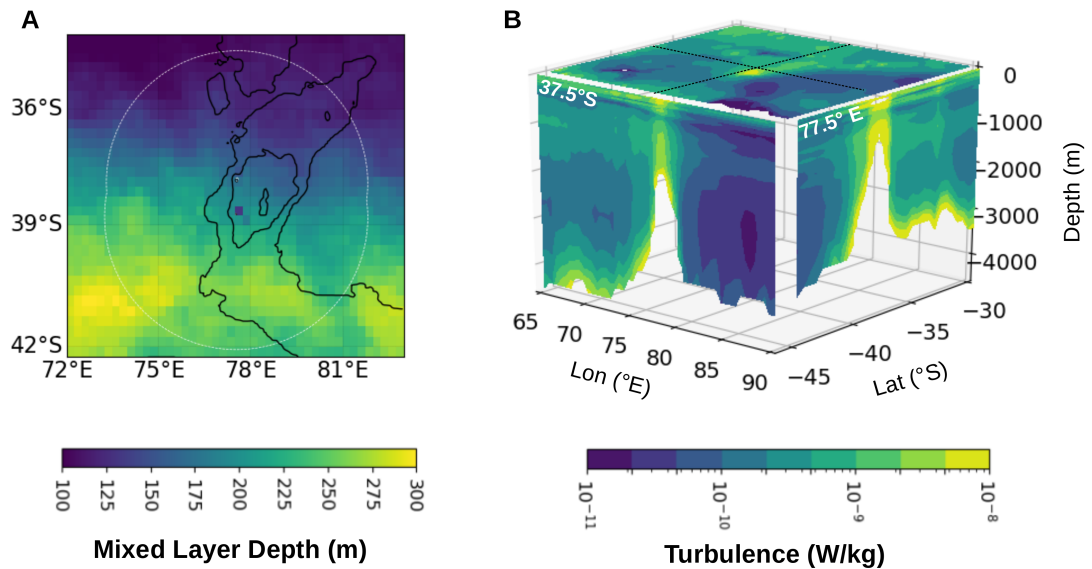 A
B
36°S
39°S
42°S
72°E
75°E
78°E
81°E
37.5°S
77.5° E
0
−1000
−2000
−3000
−4000
Depth (m)
65
70
75
80
85
90
Lon (°E)
−45
−40
−35
−30
Lat (°S)
100
125
150
175
200
225
250
275
300
Mixed Layer Depth (m)
10⁻¹¹
10⁻¹⁰
10⁻⁹
10⁻⁸
Turbulence (W/kg)